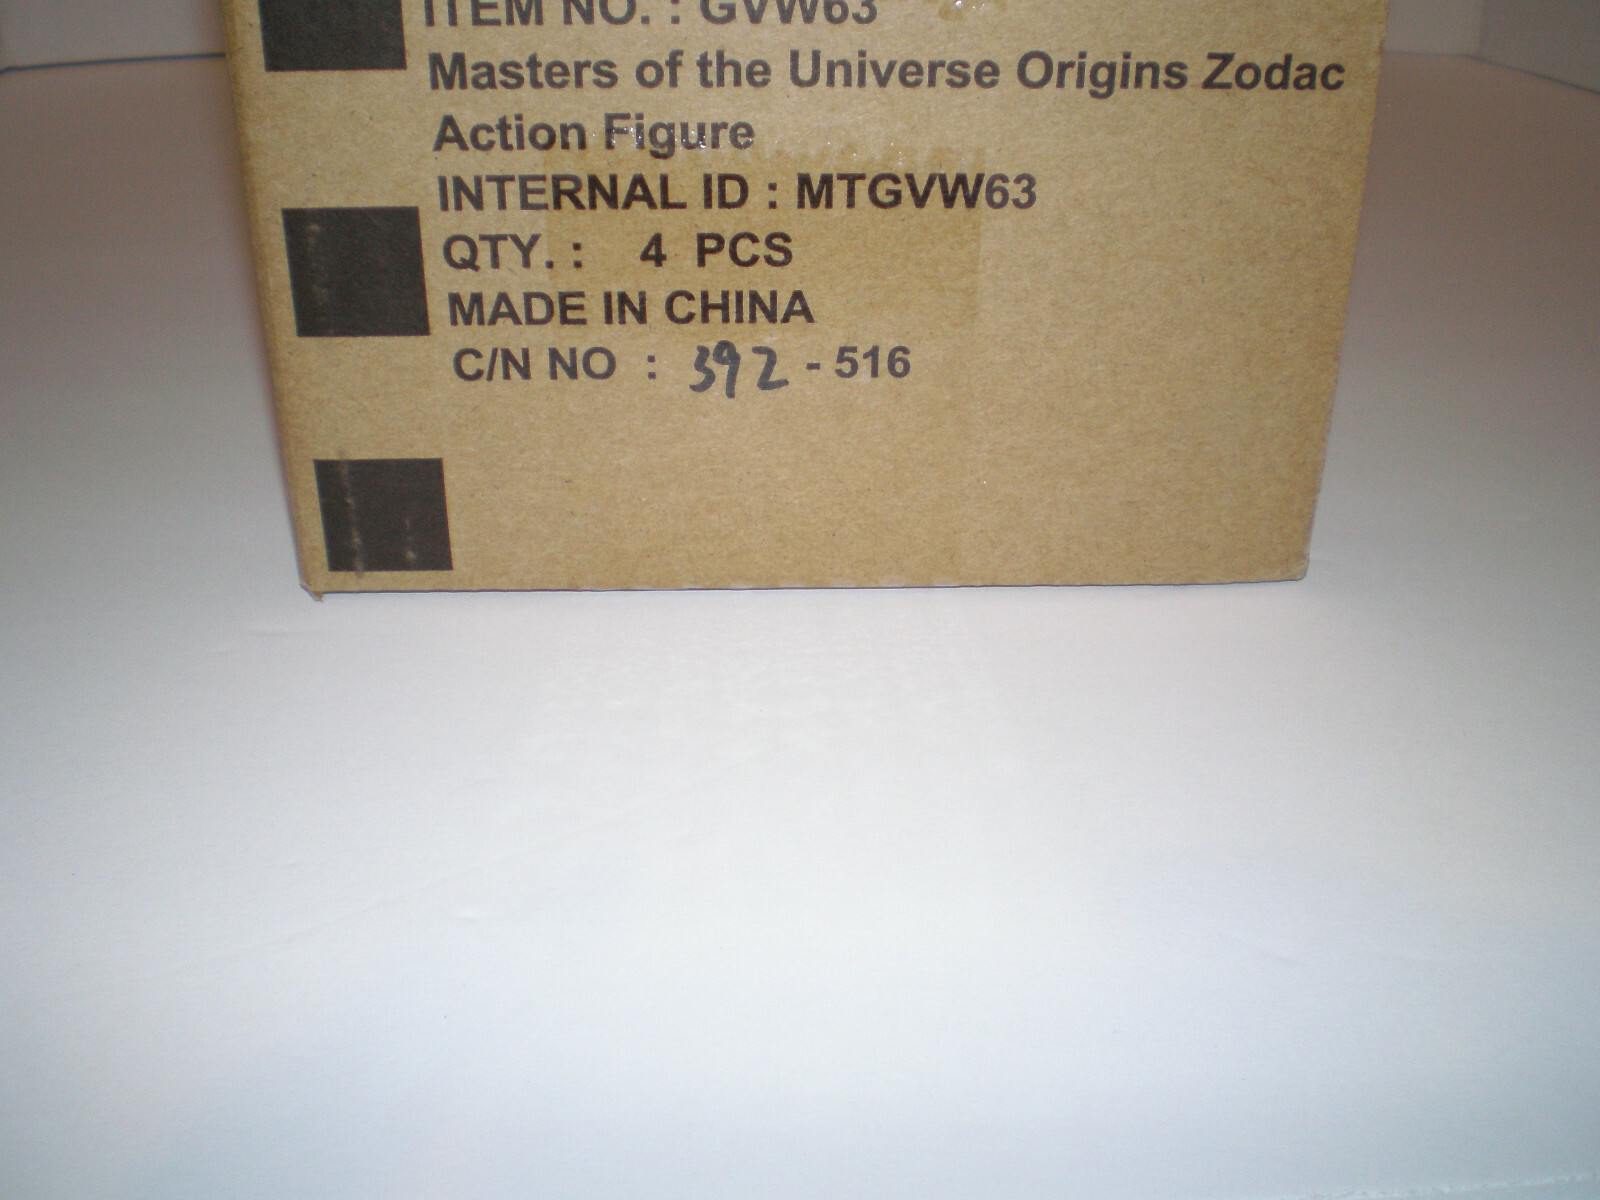 ITEM NO. : GVW63
Masters of the Universe Origins Zodac
Action Figure
INTERNAL ID : MTGVW63
QTY. : 4 PCS
MADE IN CHINA
C/N NO : 392 - 516